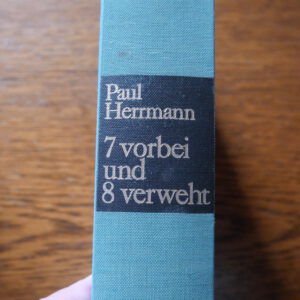 Paul
Herrmann
7 vorbei
und
8 verweht